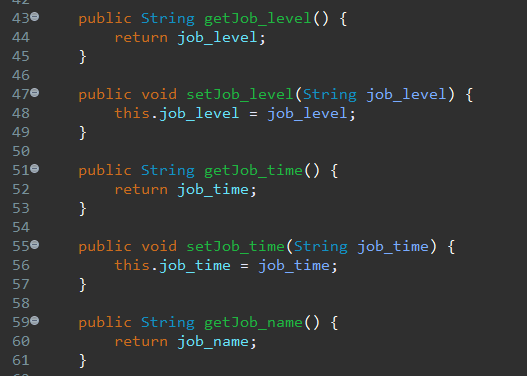 43 public String getJob_level() {
44 return job_level;
45 }
46
47 public void setJob_level(String job_level) {
48 this.job_level = job_level;
49 }
50
51 public String getJob_time() {
52 return job_time;
53 }
54
55 public void setJob_time(String job_time) {
56 this.job_time = job_time;
57 }
58
59 public String getJob_name() {
60 return job_name;
61 }